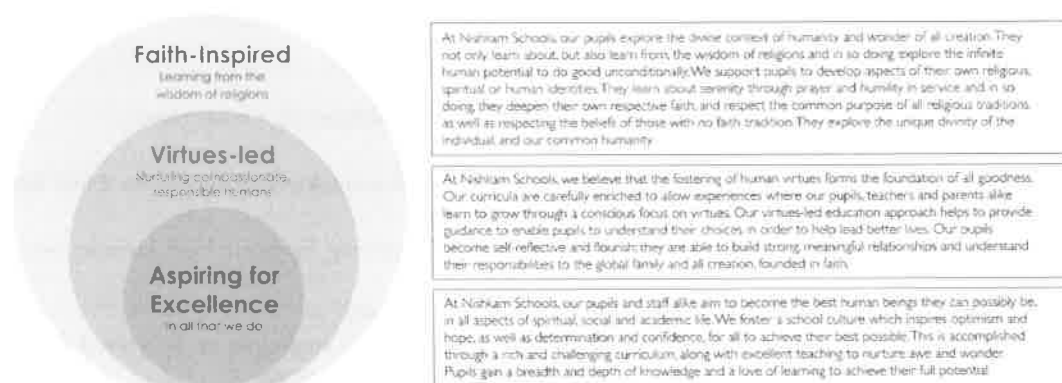 Faith-Inspired
Learning from the
wisdom of religions
Virtues-led
Nurturing compassionate,
responsible humans
Aspiring for
Excellence
In all that we do
At Nishkam Schools, our pupils explore the divine context of humanity and wonder of all creation. They
not only learn about, but also learn from, the wisdom of religions and in so doing explore the infinite
human potential to do good unconditionally. We support pupils to develop aspects of their own religious,
spiritual or human identities. They learn about serenity through prayer and humility in service and in so
doing, they deepen their own respective faith, and respect the common purpose of all religious traditions,
as well as respecting the beliefs of those with no faith tradition. They explore the unique divinity of the
individual, and our common humanity.
At Nishkam Schools, we believe that the fostering of human virtues forms the foundation of all goodness.
Our curricula are carefully enriched to allow experiences where our pupils, teachers and parents alike
learn to grow through a conscious focus on virtues. Our virtues-led education approach helps to provide
guidance to enable pupils to understand their choices in order to help lead better lives. Our pupils
become self-reflective and flourish; they are able to build strong, meaningful relationships and understand
their responsibilities to the global family and all creation, founded in faith.
At Nishkam Schools, our pupils and staff alike aim to become the best human beings they can possibly be,
in all aspects of spiritual, social and academic life. We foster a school culture which inspires optimism and
hope, as well as determination and confidence, for all to achieve their best possible. This is accomplished
through a rich and challenging curriculum, along with excellent teaching to nurture awe and wonder.
Pupils gain a breadth and depth of knowledge and a love of learning to achieve their full potential.